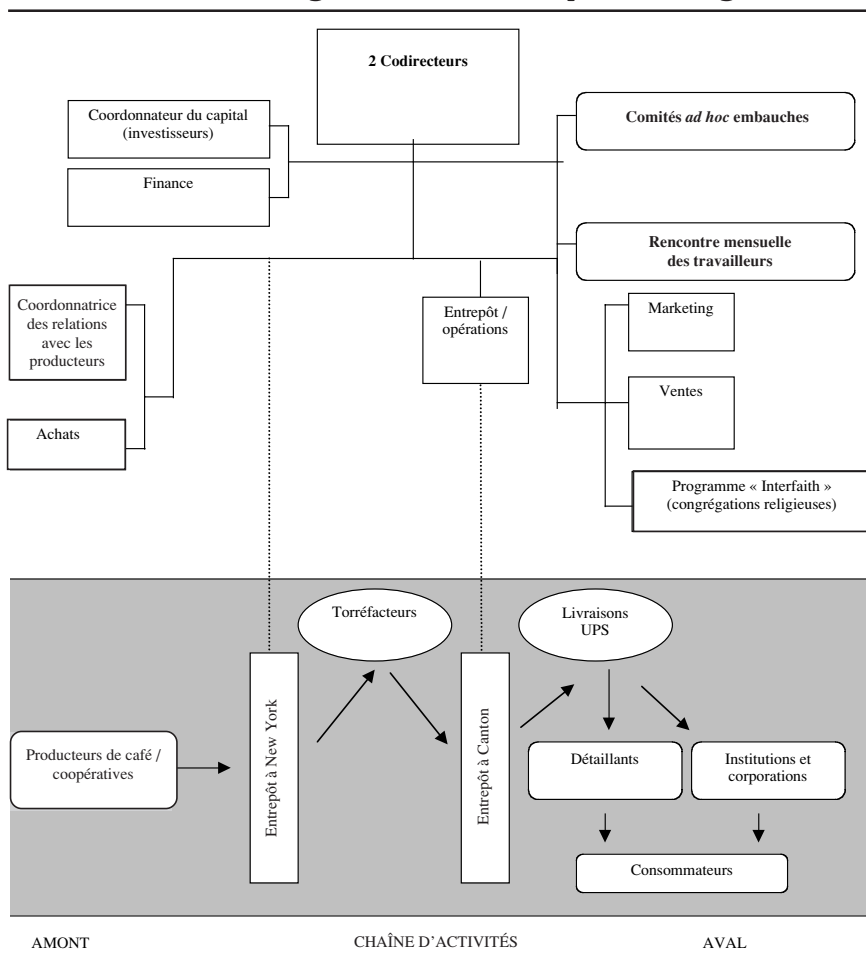 2 Codirecteurs
Coordonnateur du capital
(investisseurs)
Finance
Comités ad hoc embauches
Rencontre mensuelle
des travailleurs
Coordonnatrice
des relations
avec les
producteurs
Achats
Entrepôt /
opérations
Marketing
Ventes
Programme « Interfaith »
(congrégations religieuses)
Torréfacteurs
Livraisons
UPS
Producteurs de café /
coopératives
Entrepôt à New York
Entrepôt à Canton
Détaillants
Institutions et
corporations
Consommateurs
AMONT
CHAÎNE D'ACTIVITÉS
AVAL